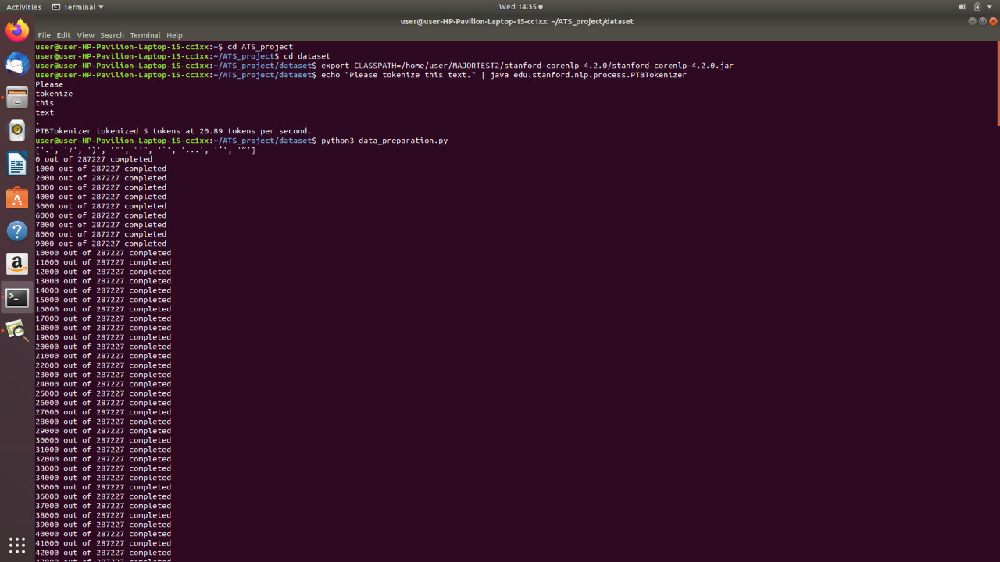 Activities Terminal Wed 14:35
user@user-HP-Pavilion-Laptop-15-cc1xx: ~/ATS_project/dataset
File Edit View Search Terminal Help
user@user-HP-Pavilion-Laptop-15-cc1xx:~$ cd ATS_project
user@user-HP-Pavilion-Laptop-15-cc1xx:~/ATS_project$ cd dataset
user@user-HP-Pavilion-Laptop-15-cc1xx:~/ATS_project/dataset$ export CLASSPATH=/home/user/MAJORTEST2/stanford-corenlp-4.2.0/stanford-corenlp-4.2.0.jar
user@user-HP-Pavilion-Laptop-15-cc1xx:~/ATS_project/dataset$ echo "Please tokenize this text." | java edu.stanford.nlp.process.PTBTokenizer
Please
tokenize
this
text
.
PTBTokenizer tokenized 5 tokens at 20.89 tokens per second.
user@user-HP-Pavilion-Laptop-15-cc1xx:~/ATS_project/dataset$ python3 data_preparation.py
['.', '?', ')', '"', "'", '`', '...', '’', '”']
0 out of 287227 completed
1000 out of 287227 completed
2000 out of 287227 completed
3000 out of 287227 completed
4000 out of 287227 completed
5000 out of 287227 completed
6000 out of 287227 completed
7000 out of 287227 completed
8000 out of 287227 completed
9000 out of 287227 completed
10000 out of 287227 completed
11000 out of 287227 completed
12000 out of 287227 completed
13000 out of 287227 completed
14000 out of 287227 completed
15000 out of 287227 completed
16000 out of 287227 completed
17000 out of 287227 completed
18000 out of 287227 completed
19000 out of 287227 completed
20000 out of 287227 completed
21000 out of 287227 completed
22000 out of 287227 completed
23000 out of 287227 completed
24000 out of 287227 completed
25000 out of 287227 completed
26000 out of 287227 completed
27000 out of 287227 completed
28000 out of 287227 completed
29000 out of 287227 completed
30000 out of 287227 completed
31000 out of 287227 completed
32000 out of 287227 completed
33000 out of 287227 completed
34000 out of 287227 completed
35000 out of 287227 completed
36000 out of 287227 completed
37000 out of 287227 completed
38000 out of 287227 completed
39000 out of 287227 completed
40000 out of 287227 completed
41000 out of 287227 completed
42000 out of 287227 completed